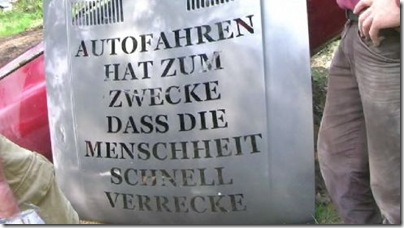 AUTOFAHREN
HAT ZUM
ZWECKE
DASS DIE
MENSCHHEIT
SCHNELL
VERRECKE